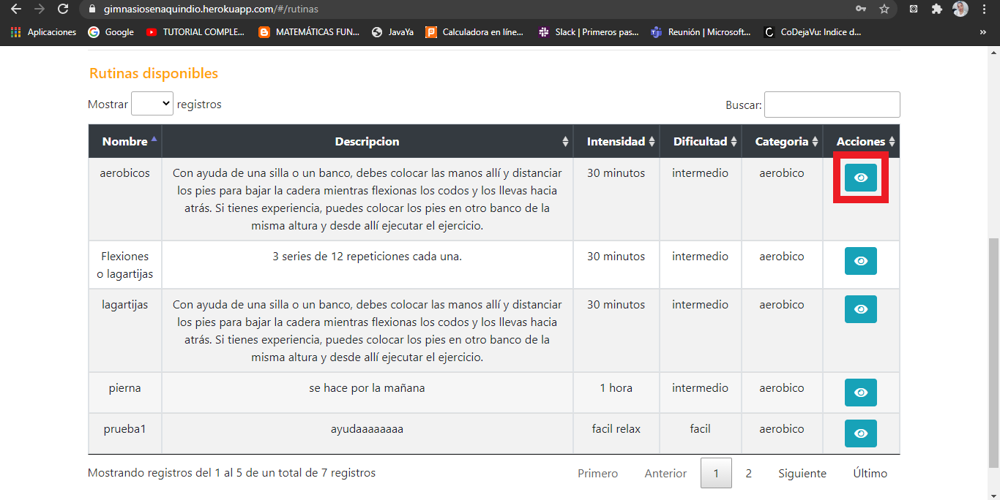 gimnasiosenaquindio.herokuapp.com/#/rutinas
Aplicaciones Google TUTORIAL COMPLE... MATEMÁTICAS FUN... JavaYa Calculadora en líne... Slack | Primeros pas... Reunión | Microsoft... CoDejaVu: Indice d... »
Rutinas disponibles
Mostrar registros Buscar:
Nombre Descripcion Intensidad Dificultad Categoria Acciones
aerobicos Con ayuda de una silla o un banco, debes colocar las manos allí y distanciar 30 minutos intermedio aerobico
los pies para bajar la cadera mientras flexionas los codos y los llevas hacia
atrás. Si tienes experiencia, puedes colocar los pies en otro banco de la
misma altura y desde allí ejecutar el ejercicio.
Flexiones 3 series de 12 repeticiones cada una. 30 minutos intermedio aerobico
o lagartijas
lagartijas Con ayuda de una silla o un banco, debes colocar las manos allí y distanciar 30 minutos intermedio aerobico
los pies para bajar la cadera mientras flexionas los codos y los llevas hacia
atrás. Si tienes experiencia, puedes colocar los pies en otro banco de la
misma altura y desde allí ejecutar el ejercicio.
pierna se hace por la mañana 1 hora intermedio aerobico
prueba1 ayudaaaaaaaa facil relax facil aerobico
Mostrando registros del 1 al 5 de un total de 7 registros Primero Anterior 1 2 Siguiente Último